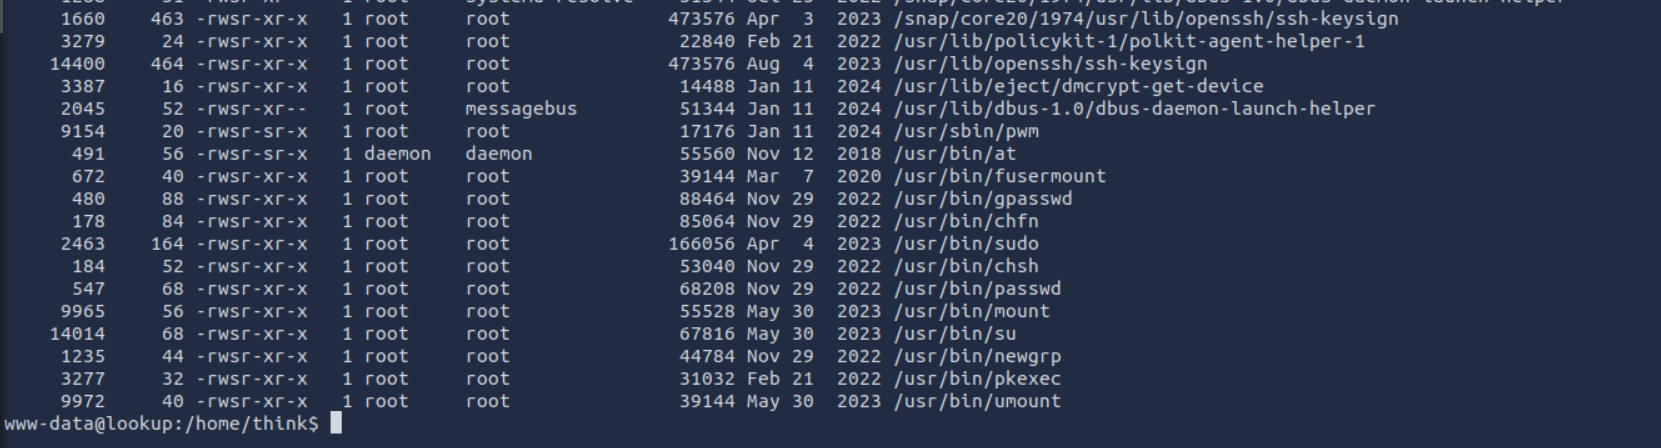 1660    463 -rwsr-xr-x   1 root     root       473576 Apr  3  2023 /snap/core20/1974/usr/lib/openssh/ssh-keysign
3279     24 -rwsr-xr-x   1 root     root        22840 Feb 21  2022 /usr/lib/policykit-1/polkit-agent-helper-1
14400    464 -rwsr-xr-x   1 root     root       473576 Aug  4  2023 /usr/lib/openssh/ssh-keysign
3387     16 -rwsr-xr-x   1 root     root        14488 Jan 11  2024 /usr/lib/eject/dmcrypt-get-device
2045     52 -rwsr-xr--   1 root     messagebus  51344 Jan 11  2024 /usr/lib/dbus-1.0/dbus-daemon-launch-helper
9154     20 -rwsr-sr-x   1 root     root        17176 Jan 11  2024 /usr/sbin/pwm
491     56 -rwsr-sr-x   1 daemon   daemon      55560 Nov 12  2018 /usr/bin/at
672     40 -rwsr-xr-x   1 root     root        39144 Mar  7  2020 /usr/bin/fusermount
480     88 -rwsr-xr-x   1 root     root        88464 Nov 29  2022 /usr/bin/gpasswd
178     84 -rwsr-xr-x   1 root     root        85064 Nov 29  2022 /usr/bin/chfn
2463    164 -rwsr-xr-x   1 root     root       166056 Apr  4  2023 /usr/bin/sudo
184     52 -rwsr-xr-x   1 root     root        53040 Nov 29  2022 /usr/bin/chsh
547     68 -rwsr-xr-x   1 root     root        68208 Nov 29  2022 /usr/bin/passwd
9965     56 -rwsr-xr-x   1 root     root        55528 May 30  2023 /usr/bin/mount
14014     68 -rwsr-xr-x   1 root     root        67816 May 30  2023 /usr/bin/su
1235     44 -rwsr-xr-x   1 root     root        44784 Nov 29  2022 /usr/bin/newgrp
3277     32 -rwsr-xr-x   1 root     root        31032 Feb 21  2022 /usr/bin/pkexec
9972     40 -rwsr-xr-x   1 root     root        39144 May 30  2023 /usr/bin/umount
www-data@lookup:/home/think$